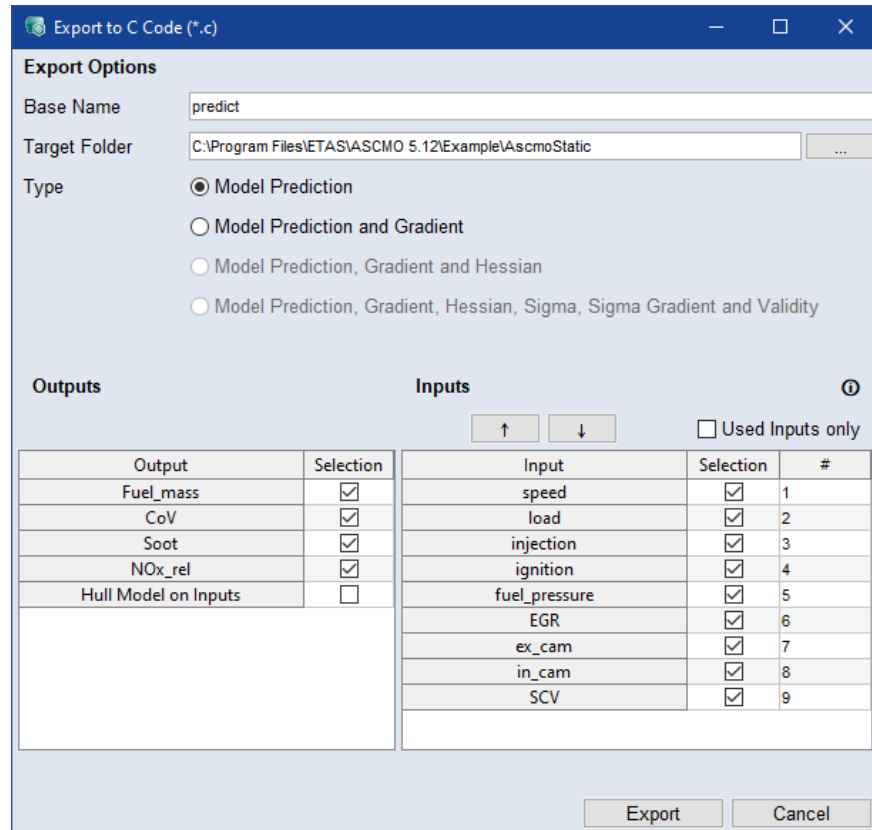 Export to C Code (*.c)
Export Options
Base Name predict
Target Folder C:\Program Files\ETAS\ASCMO 5.12\Example\AscmoStatic ...
Type Model Prediction
Model Prediction and Gradient
Model Prediction, Gradient and Hessian
Model Prediction, Gradient, Hessian, Sigma, Sigma Gradient and Validity
Outputs Inputs
↑ ↓ Used Inputs only
Output Selection Input Selection #
Fuel_mass speed 1
CoV load 2
Soot injection 3
NOx_rel ignition 4
Hull Model on Inputs fuel_pressure 5
EGR 6
ex_cam 7
in_cam 8
SCV 9
Export Cancel